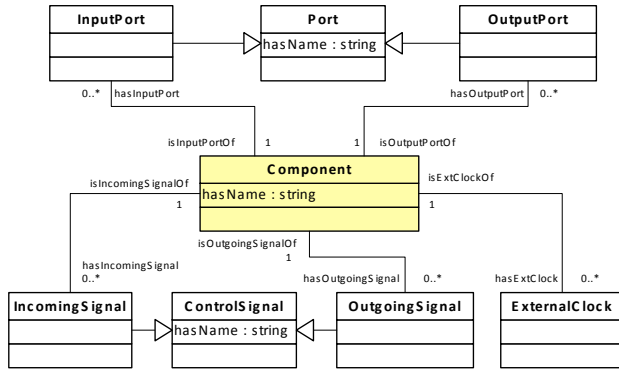 InputPort
Port
OutputPort
hasName : string
0..*
hasInputPort
hasOutputPort
0..*
isInputPortOf
1
1
isOutputPortOf
Component
isIncomingSignalOf
hasName : string
isExtClockOf
1
1
isOutgoingSignalOf
1
hasIncomingSignal
0..*
hasOutgoingSignal
0..*
hasExtClock
0..*
IncomingSignal
ControlSignal
OutgoingSignal
ExternalClock
hasName : string